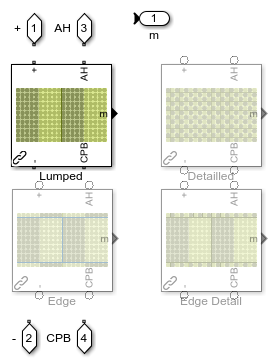 + 1 AH 3 1
m
+ AH AH
m m
- CPB CPB
Lumped Detailled
AH AH
m m
CPB CPB
Edge Edge Detail
- 2 CPB 4